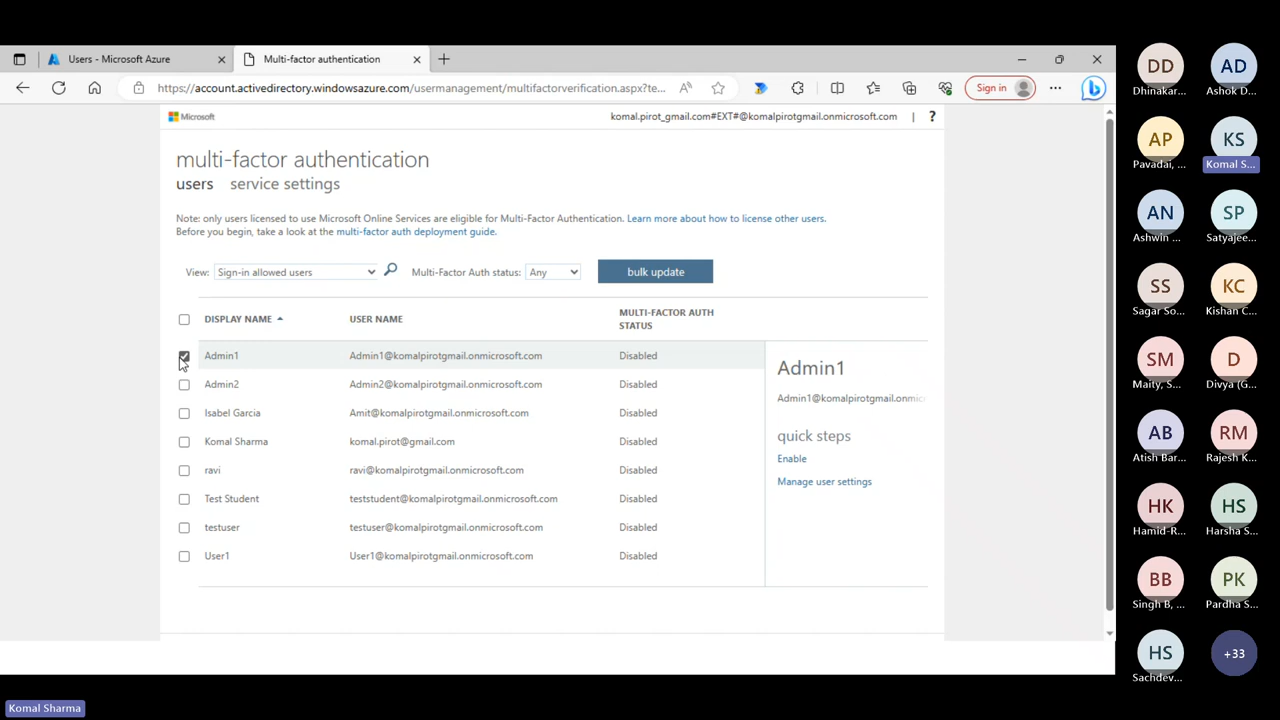 Users - Microsoft Azure
Multi-factor authentication
https://account.activedirectory.windowsazure.com/usermanagement/multifactorverification.aspx?te...
Sign in
Microsoft
komal.pirot_gmail.com#EXT#@komalpirotgmail.onmicrosoft.com | ?
multi-factor authentication
users service settings
Note: only users licensed to use Microsoft Online Services are eligible for Multi-Factor Authentication. Learn more about how to license other users.
Before you begin, take a look at the multi-factor auth deployment guide.
View: Sign-in allowed users Multi-Factor Auth status: Any bulk update
DISPLAY NAME USER NAME MULTI-FACTOR AUTH
STATUS
Admin1 Admin1@komalpirotgmail.onmicrosoft.com Disabled
Admin2 Admin2@komalpirotgmail.onmicrosoft.com Disabled
Isabel Garcia Amit@komalpirotgmail.onmicrosoft.com Disabled
Komal Sharma komal.pirot@gmail.com Disabled
ravi ravi@komalpirotgmail.onmicrosoft.com Disabled
Test Student teststudent@komalpirotgmail.onmicrosoft.com Disabled
testuser testuser@komalpirotgmail.onmicrosoft.com Disabled
User1 User1@komalpirotgmail.onmicrosoft.com Disabled
Admin1
Admin1@komalpirotgmail.onmic
quick steps
Enable
Manage user settings
DD AD
Dhinakar... Ashok D...
AP KS
Pavadai, ... Komal S...
AN SP
Ashwin ... Satyajee...
SS KC
Sagar So... Kishan C...
SM D
Maity, S... Divya (G...
AB RM
Atish Bar... Rajesh K...
HK HS
Hamid-R... Harsha S...
BB PK
Singh B, ... Pardha S...
HS +33
Sachdev...
Komal Sharma